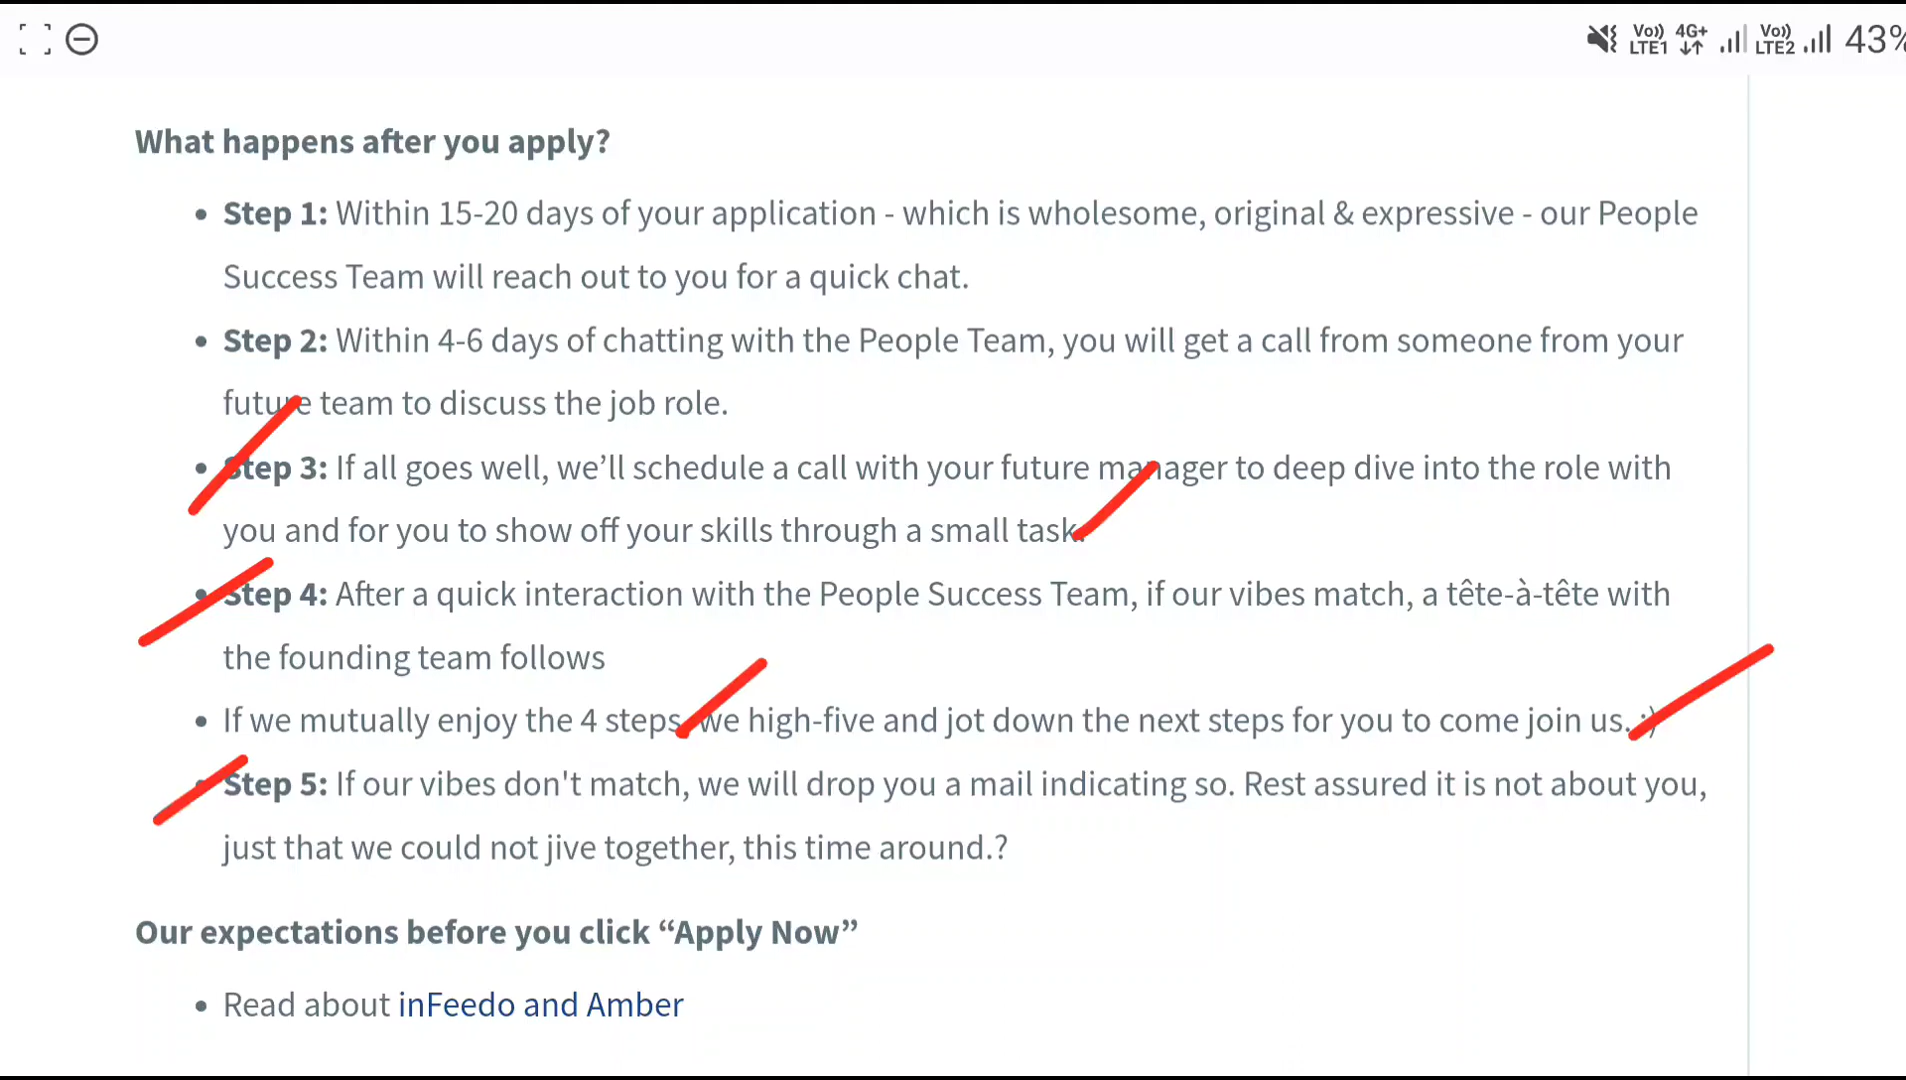 Vo)) LTE1 4G+ Vo)) LTE2 43%
What happens after you apply?
• Step 1: Within 15-20 days of your application - which is wholesome, original & expressive - our People
Success Team will reach out to you for a quick chat.
• Step 2: Within 4-6 days of chatting with the People Team, you will get a call from someone from your
future team to discuss the job role.
• Step 3: If all goes well, we’ll schedule a call with your future manager to deep dive into the role with
you and for you to show off your skills through a small task.
• Step 4: After a quick interaction with the People Success Team, if our vibes match, a tête-à-tête with
the founding team follows
• If we mutually enjoy the 4 steps, we high-five and jot down the next steps for you to come join us. :)
• Step 5: If our vibes don't match, we will drop you a mail indicating so. Rest assured it is not about you,
just that we could not jive together, this time around.?
Our expectations before you click “Apply Now”
• Read about inFeedo and Amber